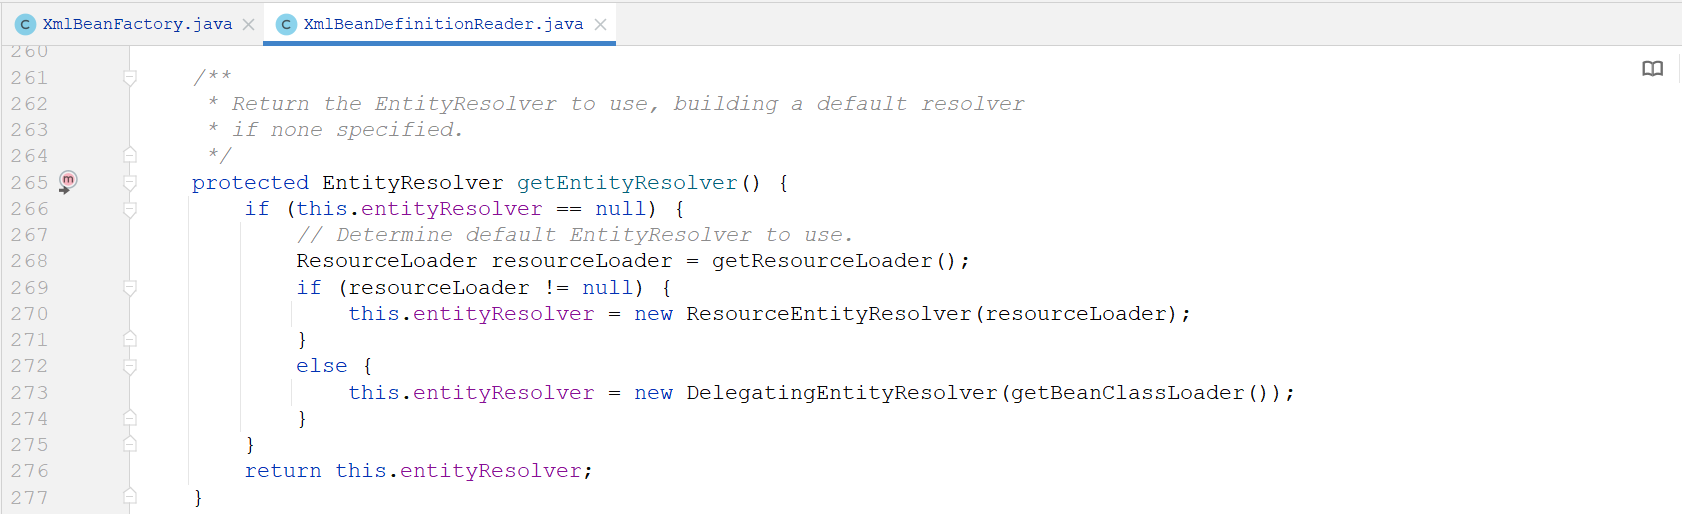 C XmlBeanFactory.java × C XmlBeanDefinitionReader.java ×
260
261 /**
262 * Return the EntityResolver to use, building a default resolver
263 * if none specified.
264 */
265 m protected EntityResolver getEntityResolver() {
266 if (this.entityResolver == null) {
267 // Determine default EntityResolver to use.
268 ResourceLoader resourceLoader = getResourceLoader();
269 if (resourceLoader != null) {
270 this.entityResolver = new ResourceEntityResolver(resourceLoader);
271 }
272 else {
273 this.entityResolver = new DelegatingEntityResolver(getBeanClassLoader());
274 }
275 }
276 return this.entityResolver;
277 }